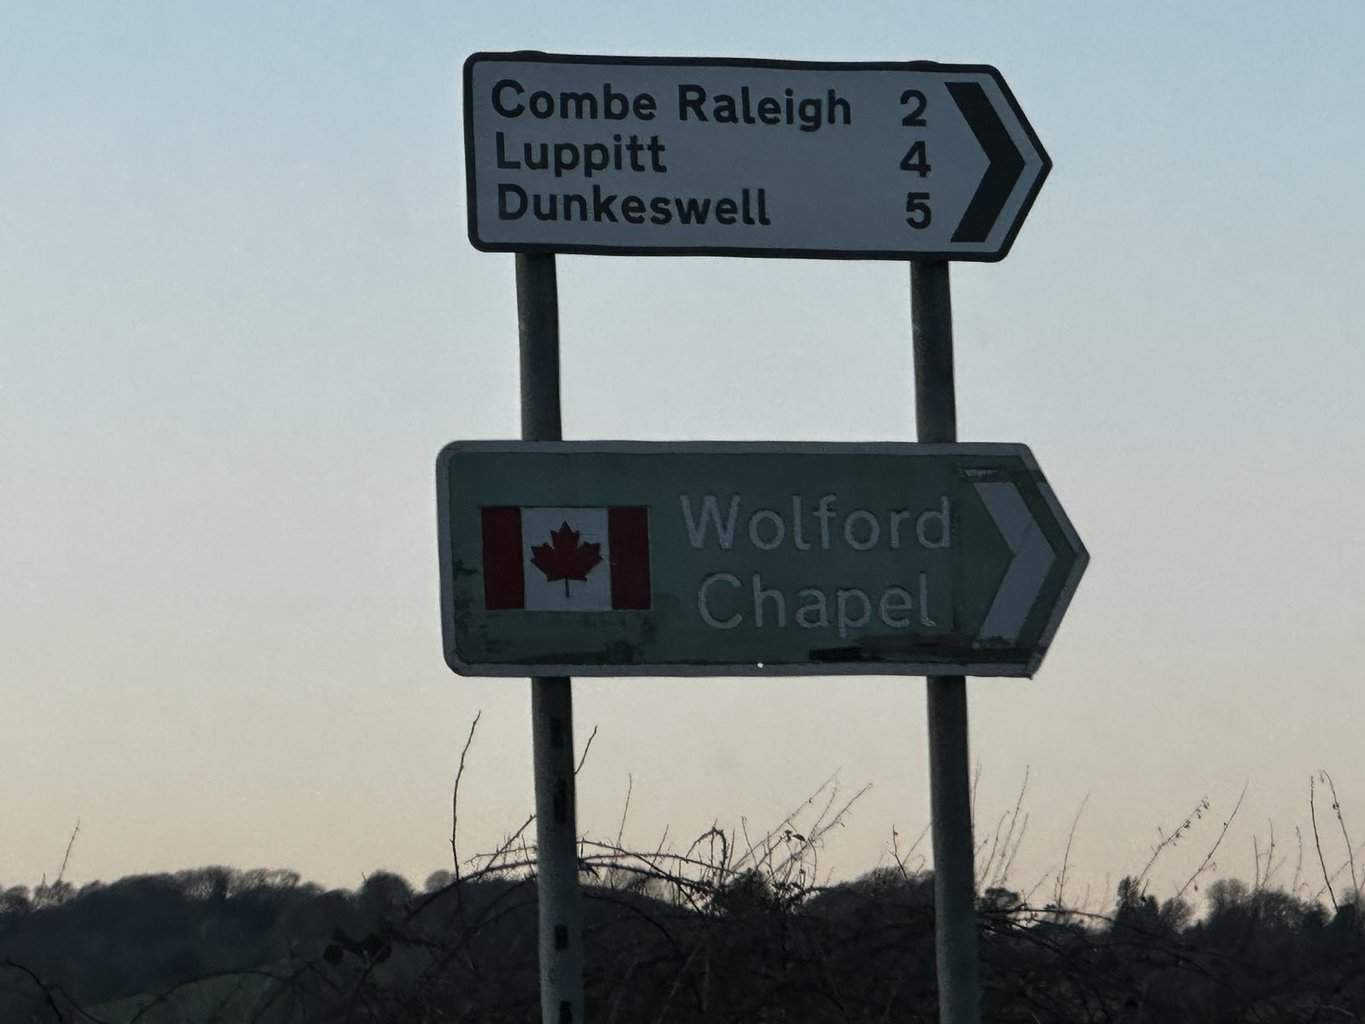 Combe Raleigh 2
Luppitt 4
Dunkeswell 5
Wolford
Chapel